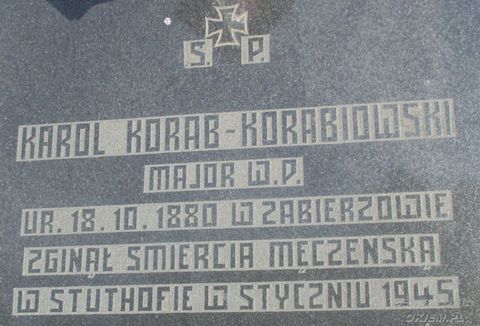 Ś. P.
KAROL KORAB-KORABIOWSKI
MAJOR W.P.
UR. 18.10.1880 W ZABIERZOWIE
ZGINĄŁ ŚMIERCIĄ MĘCZEŃSKĄ
W STUTHOFIE W STYCZNIU 1945